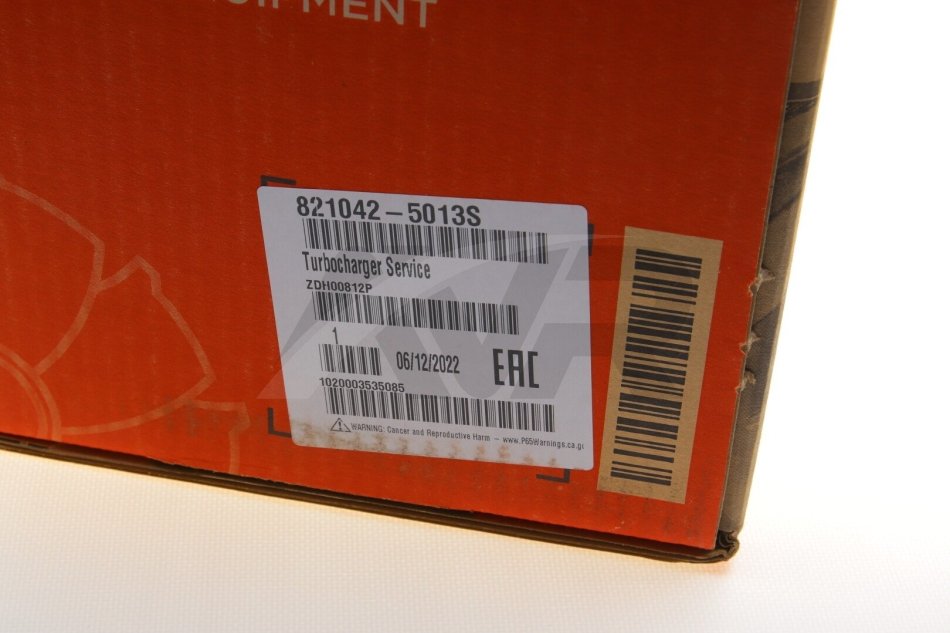 EQUIPMENT
821042-5013S
Turbocharger Service
ZDH00812P
1
06/12/2022 EAC
1020003535085
WARNING: Cancer and Reproductive Harm - www.P65Warnings.ca.go